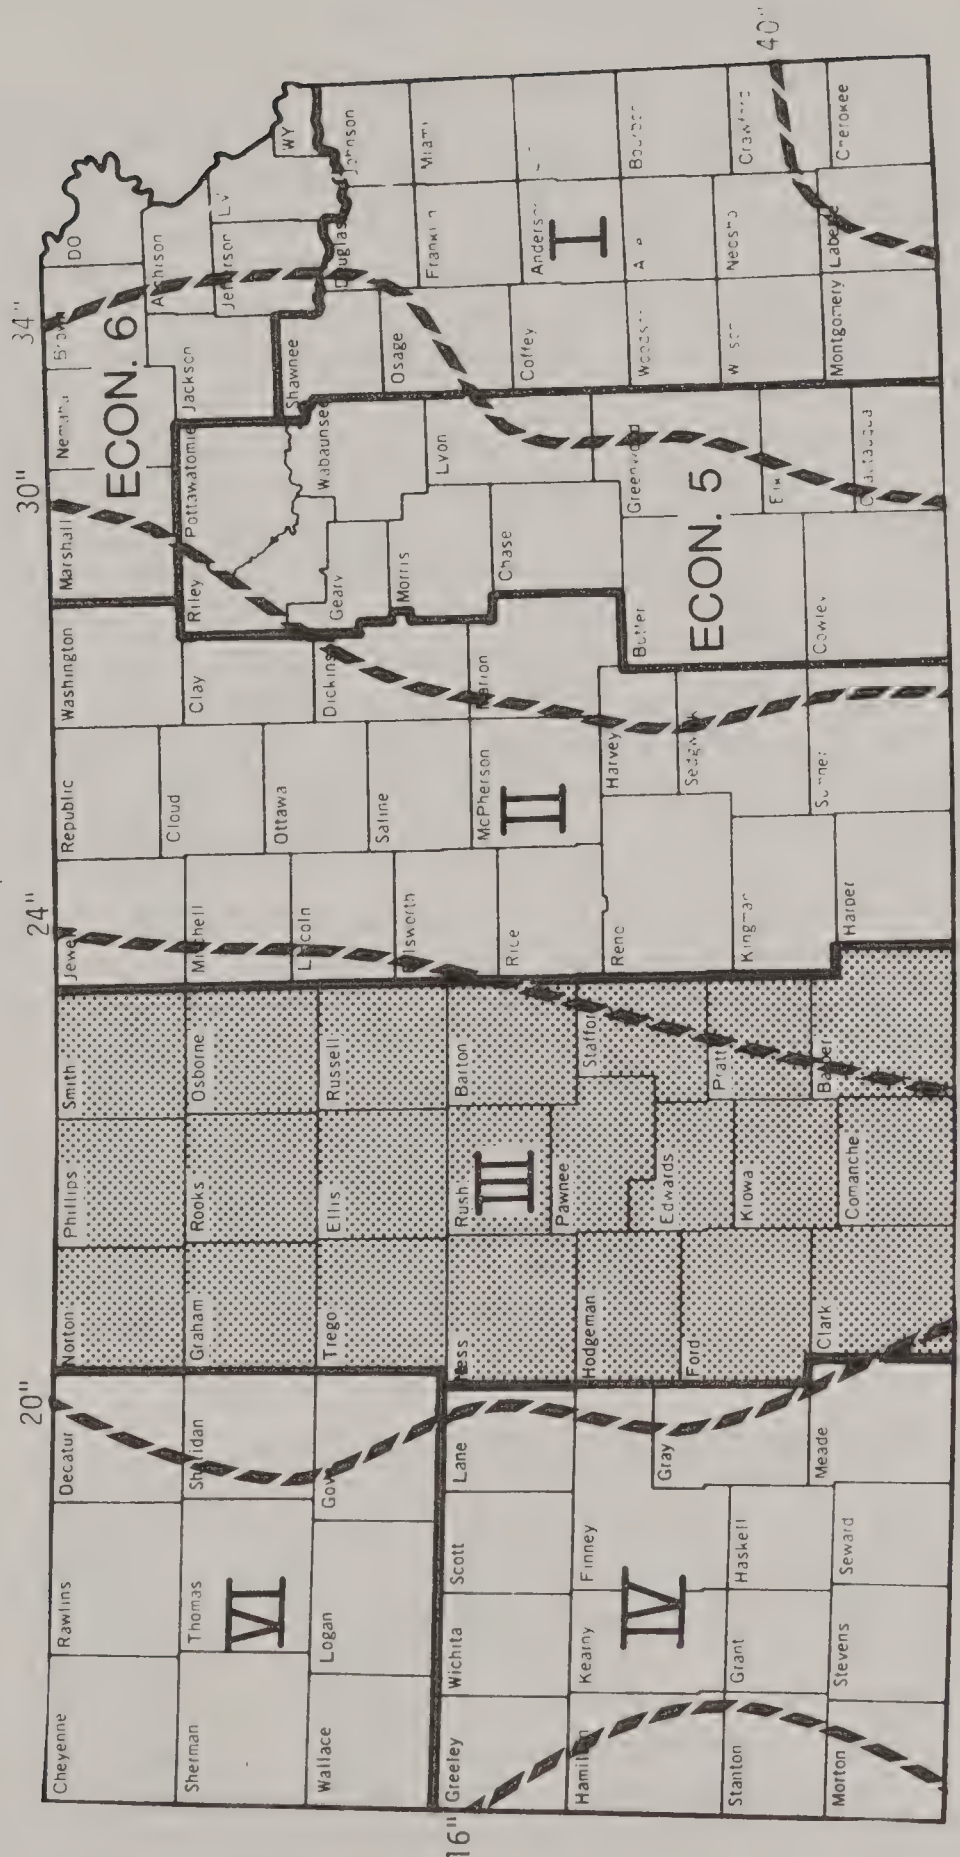 16"
20"
24"
30"
34"
40"
Cheyenne
Rawlins
Decatur
Norton
Phillips
Smith
Jewel
Republic
Washington
Marshall
DO
Sherman
Thomas
Sheridan
Graham
Rooks
Osborne
Mitchell
Cloud
Clay
Riley
Pottawatomie
Jackson
Atchison
Jefferson
LV
WY
Wallace
Logan
Gov
Trego
Ellis
Russell
Lincoln
Ottawa
Dickins
Geary
Wabaunsee
Shawnee
Douglas
Johnson
Greeley
Wichita
Scott
Lane
Ness
Rush
Barton
Ellsworth
Saline
Morris
Lyon
Osage
Franklin
Miami
Hamilton
Kearny
Finney
Hodgeman
Pawnee
Stafford
Rice
McPherson
Marion
Chase
Coffey
Anders
Stanton
Grant
Haskell
Gray
Ford
Edwards
Pratt
Reno
Harvey
Sedgwick
Butler
Greenwood
Bourbon
Morton
Stevens
Seward
Meade
Clark
Kiowa
Comanche
Barber
Kingman
Harper
Sumner
Cowley
Neosho
Crawford
Montgomery
Labette
Cherokee
VI
IV
III
II
I
ECON. 6
ECON. 5